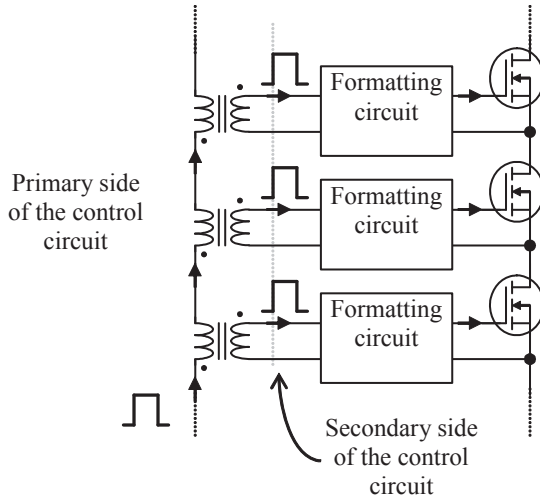 Formatting
circuit
Primary side
of the control
circuit
Formatting
circuit
Formatting
circuit
Secondary side
of the control
circuit